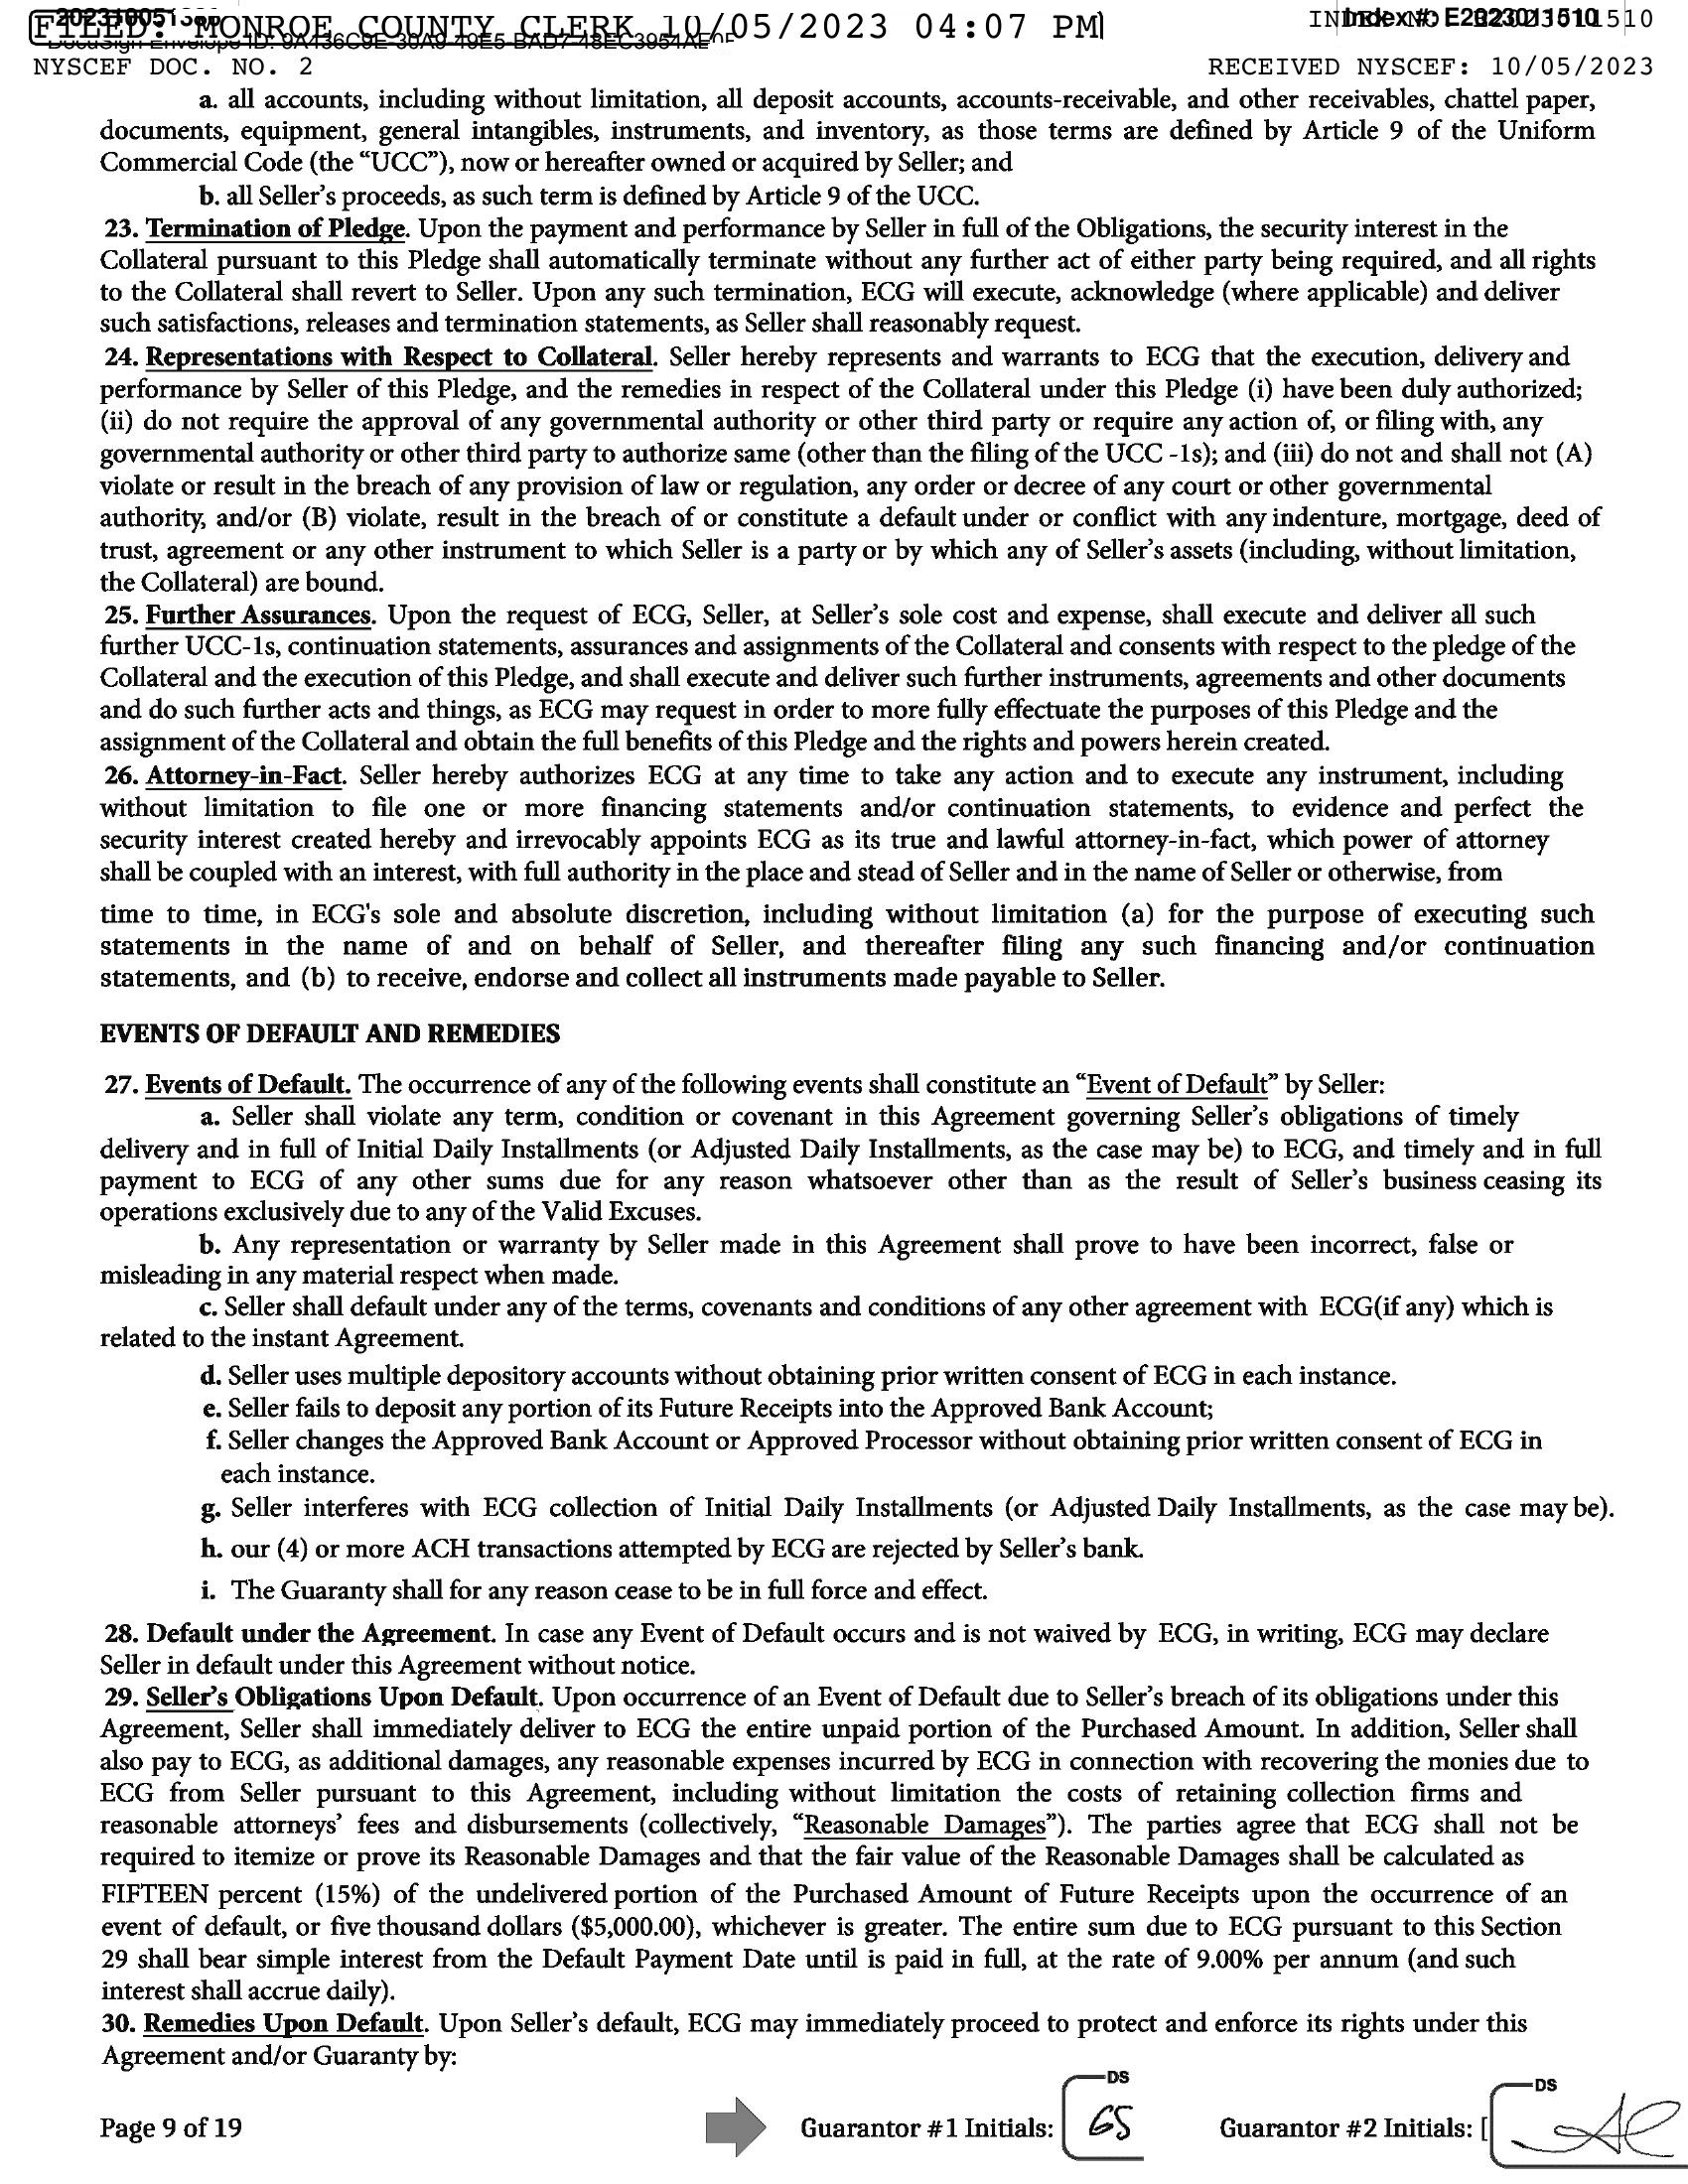 FILED: MONROE COUNTY CLERK 10/05/2023 04:07 PM
NYSCEF DOC. NO. 2
RECEIVED NYSCEF: 10/05/2023
a. all accounts, including without limitation, all deposit accounts, accounts-receivable, and other receivables, chattel paper,
documents, equipment, general intangibles, instruments, and inventory, as those terms are defined by Article 9 of the Uniform
Commercial Code (the “UCC”), now or hereafter owned or acquired by Seller; and
b. all Seller’s proceeds, as such term is defined by Article 9 of the UCC.
23. Termination of Pledge. Upon the payment and performance by Seller in full of the Obligations, the security interest in the
Collateral pursuant to this Pledge shall automatically terminate without any further act of either party being required, and all rights
to the Collateral shall revert to Seller. Upon any such termination, ECG will execute, acknowledge (where applicable) and deliver
such satisfactions, releases and termination statements, as Seller shall reasonably request.
24. Representations with Respect to Collateral. Seller hereby represents and warrants to ECG that the execution, delivery and
performance by Seller of this Pledge, and the remedies in respect of the Collateral under this Pledge (i) have been duly authorized;
(ii) do not require the approval of any governmental authority or other third party or require any action of, or filing with, any
governmental authority or other third party to authorize same (other than the filing of the UCC -1s); and (iii) do not and shall not (A)
violate or result in the breach of any provision of law or regulation, any order or decree of any court or other governmental
authority, and/or (B) violate, result in the breach of or constitute a default under or conflict with any indenture, mortgage, deed of
trust, agreement or any other instrument to which Seller is a party or by which any of Seller’s assets (including, without limitation,
the Collateral) are bound.
25. Further Assurances. Upon the request of ECG, Seller, at Seller’s sole cost and expense, shall execute and deliver all such
further UCC-1s, continuation statements, assurances and assignments of the Collateral and consents with respect to the pledge of the
Collateral and the execution of this Pledge, and shall execute and deliver such further instruments, agreements and other documents
and do such further acts and things, as ECG may request in order to more fully effectuate the purposes of this Pledge and the
assignment of the Collateral and obtain the full benefits of this Pledge and the rights and powers herein created.
26. Attorney-in-Fact. Seller hereby authorizes ECG at any time to take any action and to execute any instrument, including
without limitation to file one or more financing statements and/or continuation statements, to evidence and perfect the
security interest created hereby and irrevocably appoints ECG as its true and lawful attorney-in-fact, which power of attorney
shall be coupled with an interest, with full authority in the place and stead of Seller and in the name of Seller or otherwise, from
time to time, in ECG's sole and absolute discretion, including without limitation (a) for the purpose of executing such
statements in the name of and on behalf of Seller, and thereafter filing any such financing and/or continuation
statements, and (b) to receive, endorse and collect all instruments made payable to Seller.
EVENTS OF DEFAULT AND REMEDIES
27. Events of Default. The occurrence of any of the following events shall constitute an “Event of Default” by Seller:
a. Seller shall violate any term, condition or covenant in this Agreement governing Seller’s obligations of timely
delivery and in full of Initial Daily Installments (or Adjusted Daily Installments, as the case may be) to ECG, and timely and in full
payment to ECG of any other sums due for any reason whatsoever other than as the result of Seller’s business ceasing its
operations exclusively due to any of the Valid Excuses.
b. Any representation or warranty by Seller made in this Agreement shall prove to have been incorrect, false or
misleading in any material respect when made.
c. Seller shall default under any of the terms, covenants and conditions of any other agreement with ECG(if any) which is
related to the instant Agreement.
d. Seller uses multiple depository accounts without obtaining prior written consent of ECG in each instance.
e. Seller fails to deposit any portion of its Future Receipts into the Approved Bank Account;
f. Seller changes the Approved Bank Account or Approved Processor without obtaining prior written consent of ECG in
each instance.
g. Seller interferes with ECG collection of Initial Daily Installments (or Adjusted Daily Installments, as the case may be).
h. our (4) or more ACH transactions attempted by ECG are rejected by Seller’s bank.
i. The Guaranty shall for any reason cease to be in full force and effect.
28. Default under the Agreement. In case any Event of Default occurs and is not waived by ECG, in writing, ECG may declare
Seller in default under this Agreement without notice.
29. Seller’s Obligations Upon Default. Upon occurrence of an Event of Default due to Seller’s breach of its obligations under this
Agreement, Seller shall immediately deliver to ECG the entire unpaid portion of the Purchased Amount. In addition, Seller shall
also pay to ECG, as additional damages, any reasonable expenses incurred by ECG in connection with recovering the monies due to
ECG from Seller pursuant to this Agreement, including without limitation the costs of retaining collection firms and
reasonable attorneys’ fees and disbursements (collectively, “Reasonable Damages”). The parties agree that ECG shall not be
required to itemize or prove its Reasonable Damages and that the fair value of the Reasonable Damages shall be calculated as
FIFTEEN percent (15%) of the undelivered portion of the Purchased Amount of Future Receipts upon the occurrence of an
event of default, or five thousand dollars ($5,000.00), whichever is greater. The entire sum due to ECG pursuant to this Section
29 shall bear simple interest from the Default Payment Date until is paid in full, at the rate of 9.00% per annum (and such
interest shall accrue daily).
30. Remedies Upon Default. Upon Seller’s default, ECG may immediately proceed to protect and enforce its rights under this
Agreement and/or Guaranty by:
Page 9 of 19
Guarantor #1 Initials:
DS
GS
Guarantor #2 Initials: [
DS